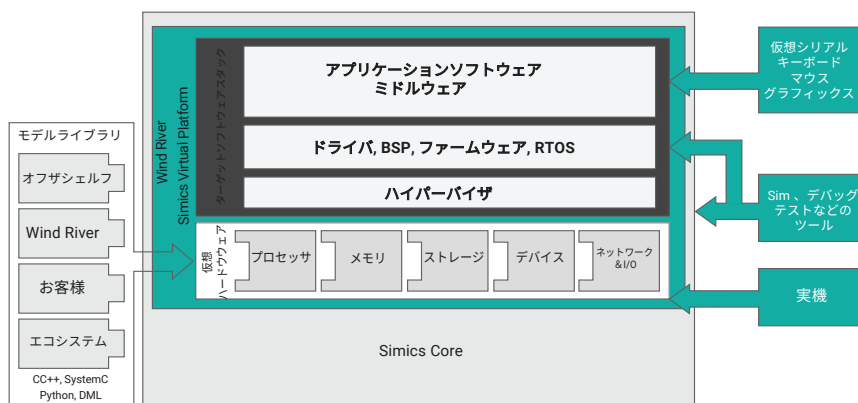 モデルライブラリ
オフザシェルフ
Wind River
お客様
エコシステム
CC++, SystemC
Python, DML
Wind River
Simics Virtual Platform
ターゲットソフトウェアスタック
アプリケーションソフトウェア
ミドルウェア
ドライバ, BSP, ファームウェア, RTOS
ハイパーバイザ
仮想
ハードウェア
プロセッサ
メモリ
ストレージ
デバイス
ネットワーク
& I/O
Simics Core
仮想シリアル
キーボード
マウス
グラフィックス
Sim 、デバッグ
テストなどの
ツール
実機